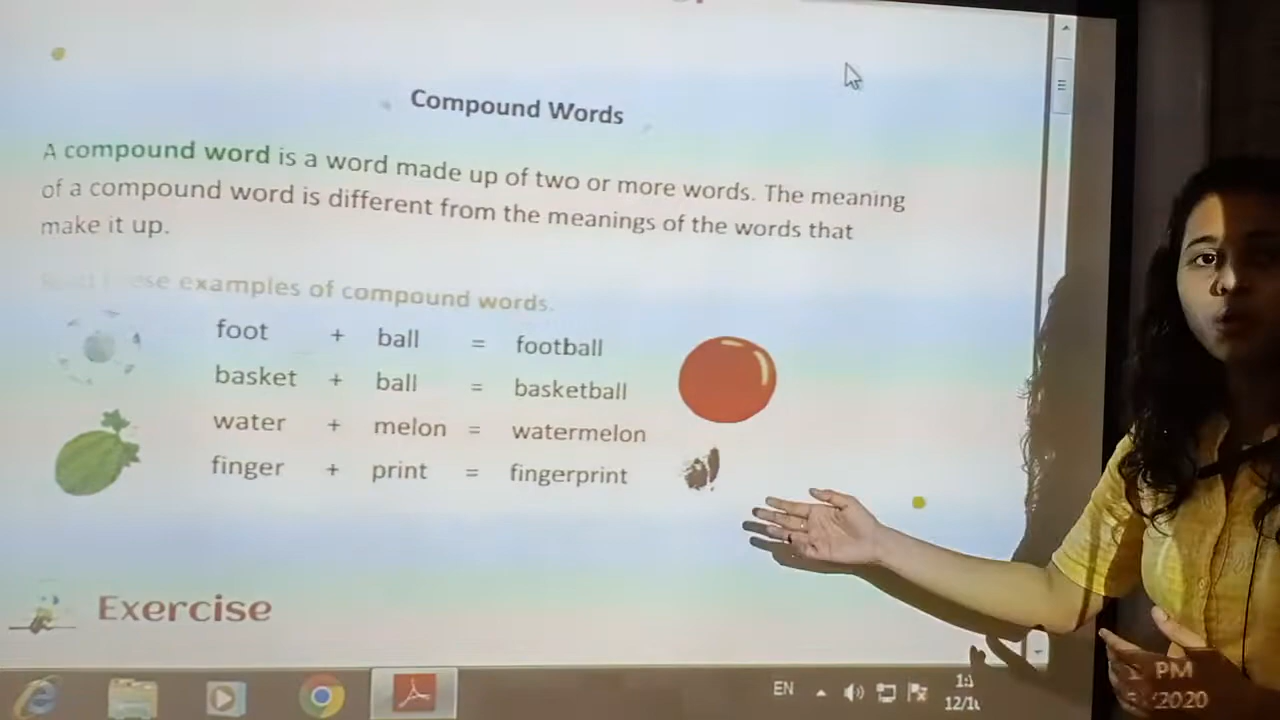 Compound Words
A compound word is a word made up of two or more words. The meaning
of a compound word is different from the meanings of the words that
make it up.
examples of compound words.
foot + ball = football
basket + ball = basketball
water + melon = watermelon
finger + print = fingerprint
Exercise
EN
PM